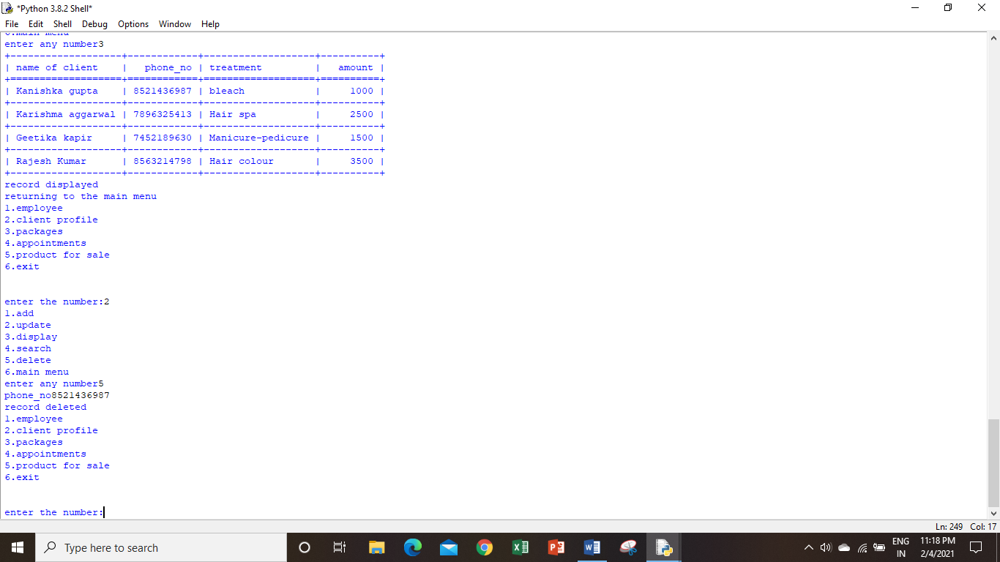 *Python 3.8.2 Shell*
File Edit Shell Debug Options Window Help
6.main menu
enter any number3
+-------------------+------------+-------------------+----------+
| name of client    |   phone_no | treatment         |   amount |
+===================+============+===================+==========+
| Kanishka gupta    | 8521436987 | bleach            |     1000 |
+-------------------+------------+-------------------+----------+
| Karishma aggarwal | 7896325413 | Hair spa          |     2500 |
+-------------------+------------+-------------------+----------+
| Geetika kapir     | 7452189630 | Manicure-pedicure |     1500 |
+-------------------+------------+-------------------+----------+
| Rajesh Kumar      | 8563214798 | Hair colour       |     3500 |
+-------------------+------------+-------------------+----------+
record displayed
returning to the main menu
1.employee
2.client profile
3.packages
4.appointments
5.product for sale
6.exit
enter the number:2
1.add
2.update
3.display
4.search
5.delete
6.main menu
enter any number5
phone_no8521436987
record deleted
1.employee
2.client profile
3.packages
4.appointments
5.product for sale
6.exit
enter the number:
Ln: 249 Col: 17
Type here to search
ENG
IN
11:18 PM
2/4/2021